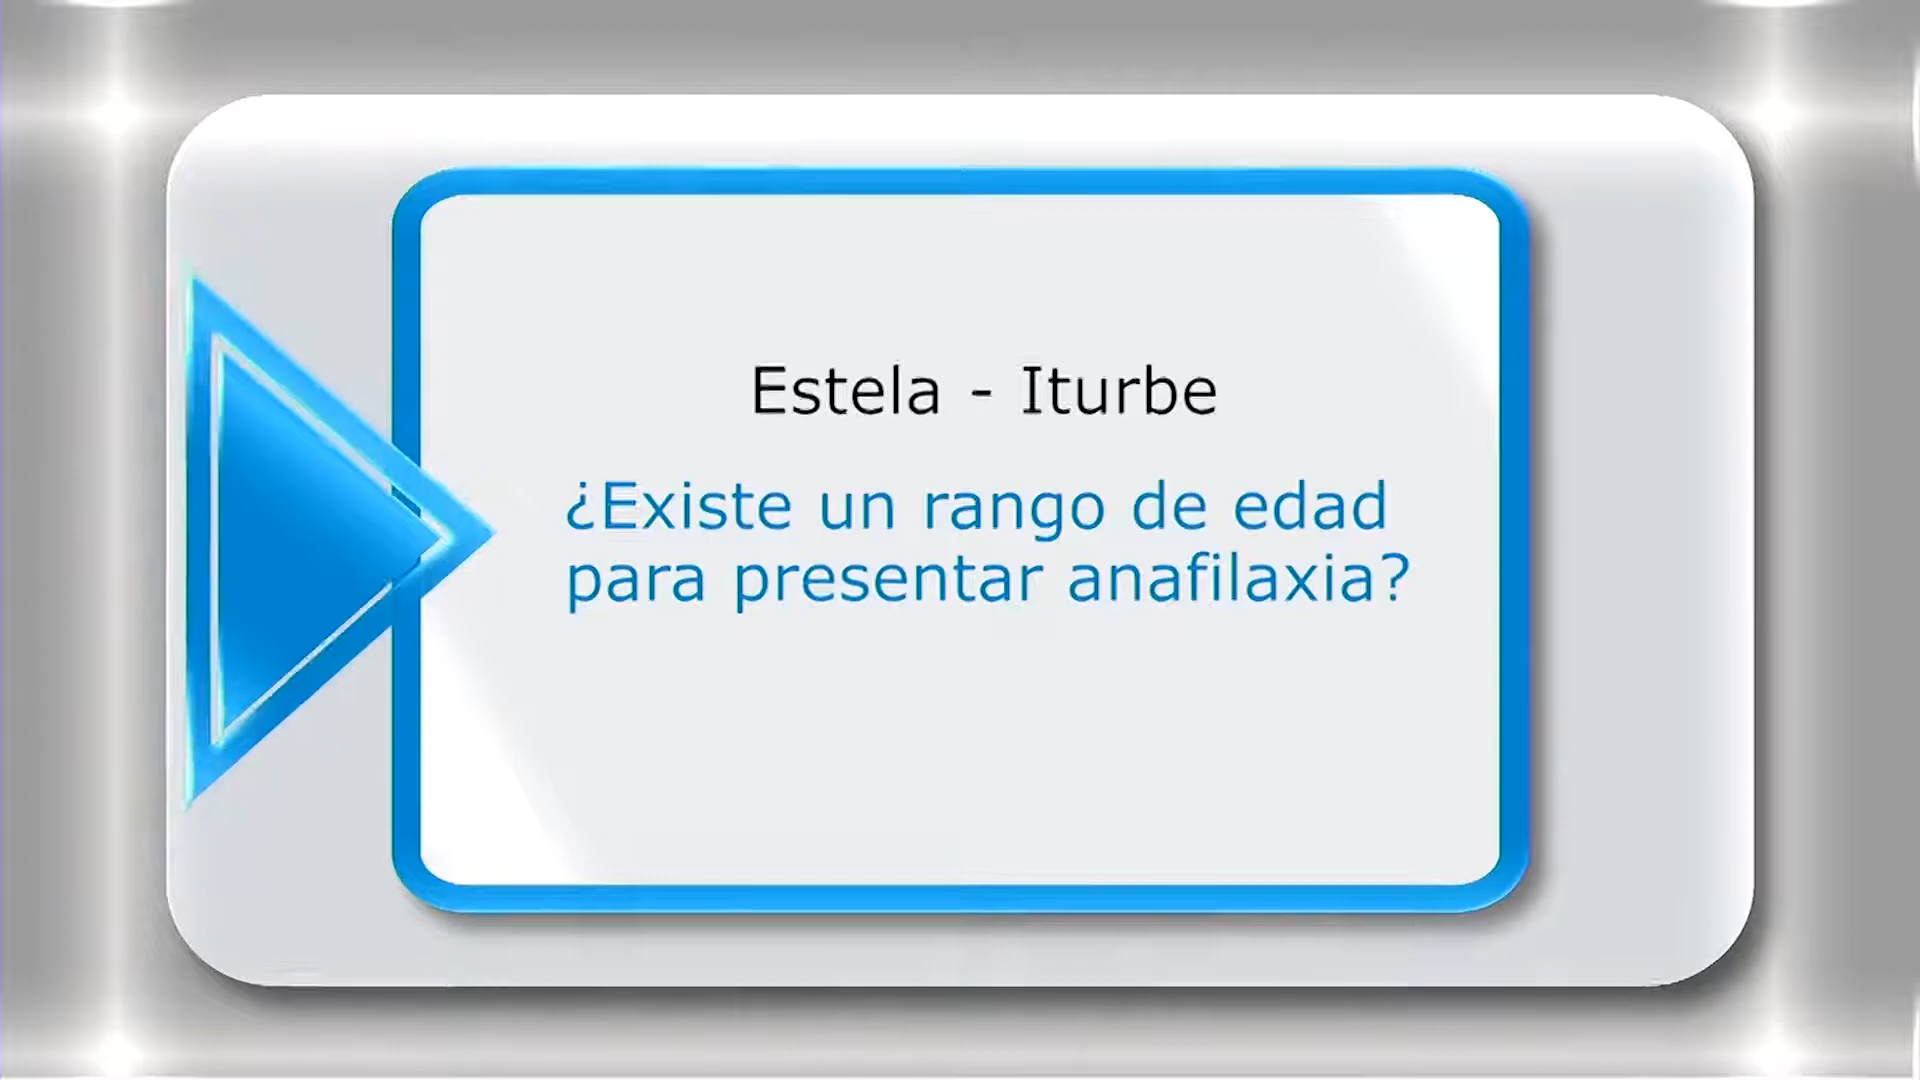 Estela - Iturbe
¿Existe un rango de edad
para presentar anafilaxia?